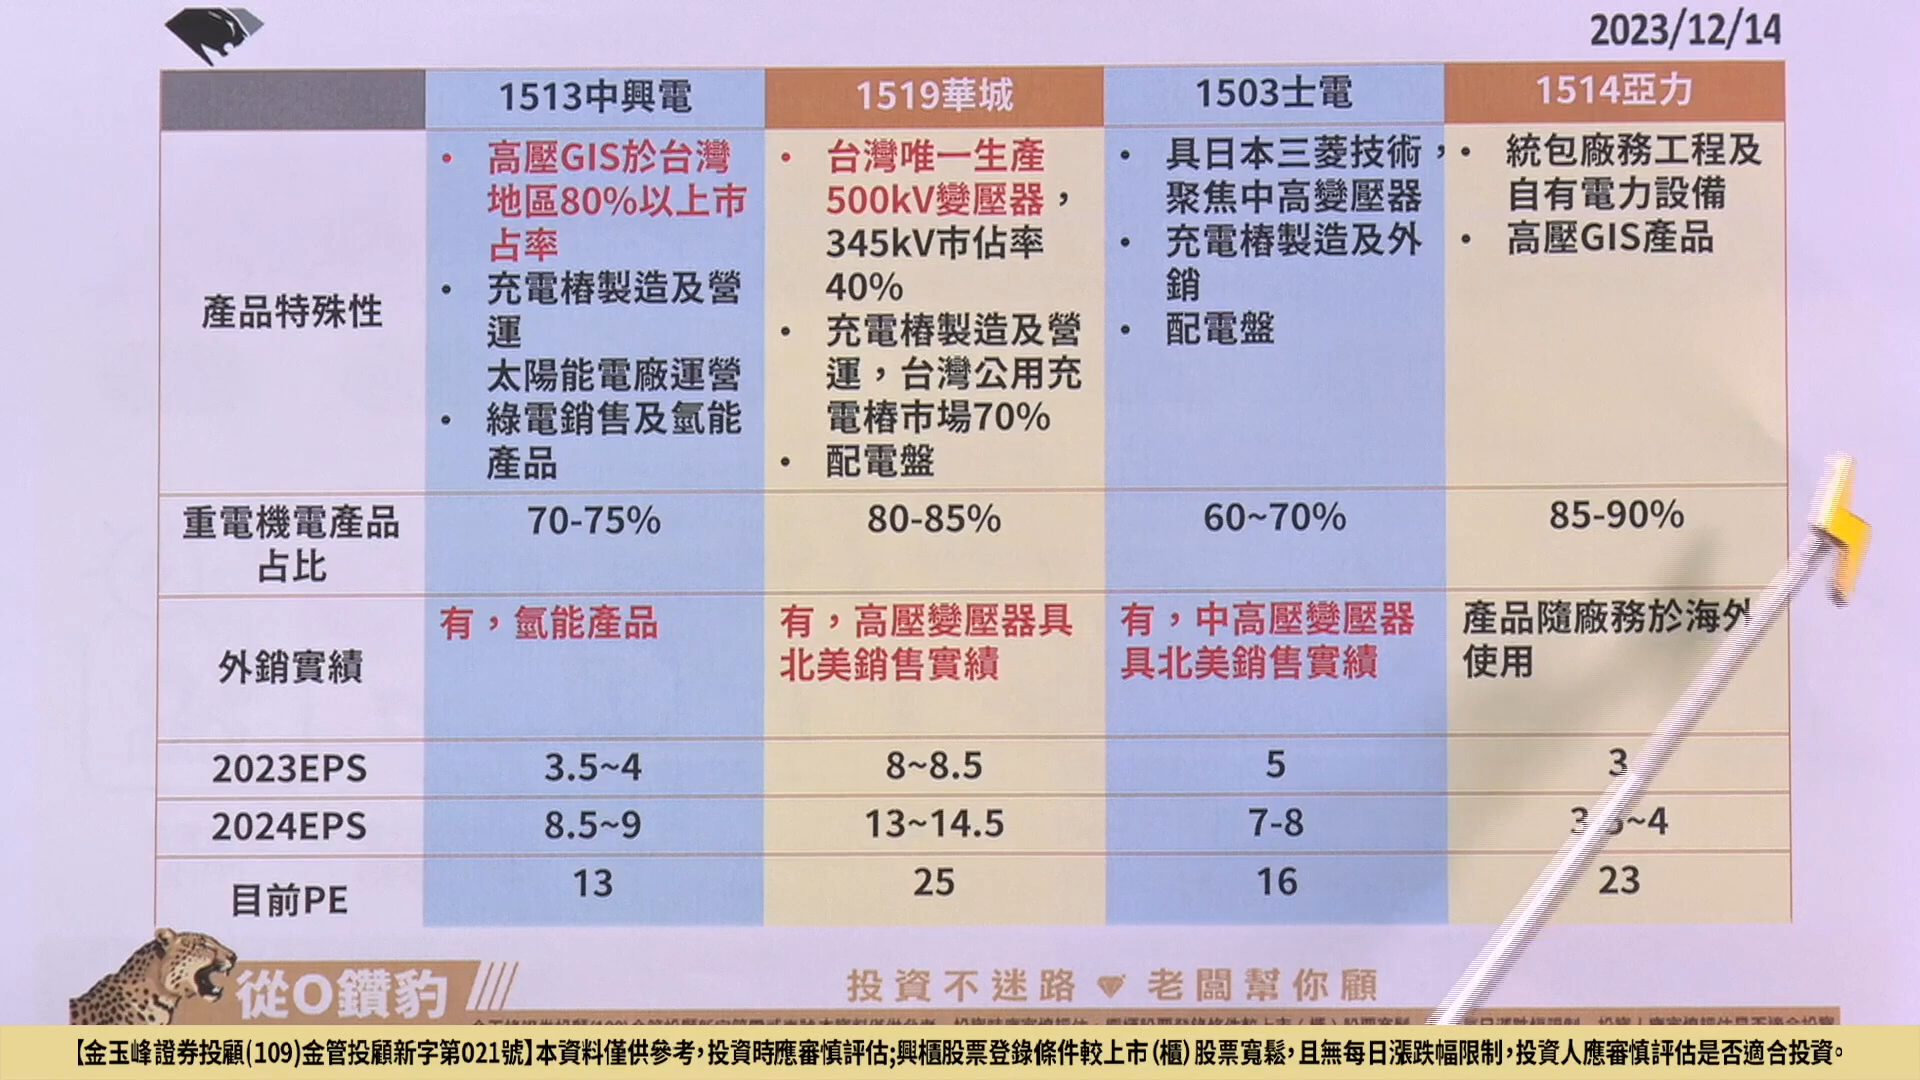 2023/12/14
1513中興電
1519華城
1503士電
1514亞力
產品特殊性
• 高壓GIS於台灣
地區80%以上市
占率
• 充電樁製造及營
運
太陽能電廠運營
• 綠電銷售及氫能
產品
• 台灣唯一生產
500kV變壓器，
345kV市佔率
40%
• 充電樁製造及營
運，台灣公用充
電樁市場70%
• 配電盤
• 具日本三菱技術，
聚焦中高變壓器
• 充電樁製造及外
銷
• 配電盤
• 統包廠務工程及
自有電力設備
• 高壓GIS產品
重電機電產品
占比
70-75%
80-85%
60~70%
85-90%
外銷實績
有，氫能產品
有，高壓變壓器具
北美銷售實績
有，中高壓變壓器
具北美銷售實績
產品隨廠務於海外
使用
2023EPS
3.5~4
8~8.5
5
3
2024EPS
8.5~9
13~14.5
7-8
3.5~4
目前PE
13
25
16
23
從O鑽豹
投資不迷路 老闆幫你顧
【金玉峰證券投顧(109)金管投顧新字第021號】本資料僅供參考，投資時應審慎評估;興櫃股票登錄條件較上市(櫃)股票寬鬆，且無每日漲跌幅限制，投資人應審慎評估是否適合投資。